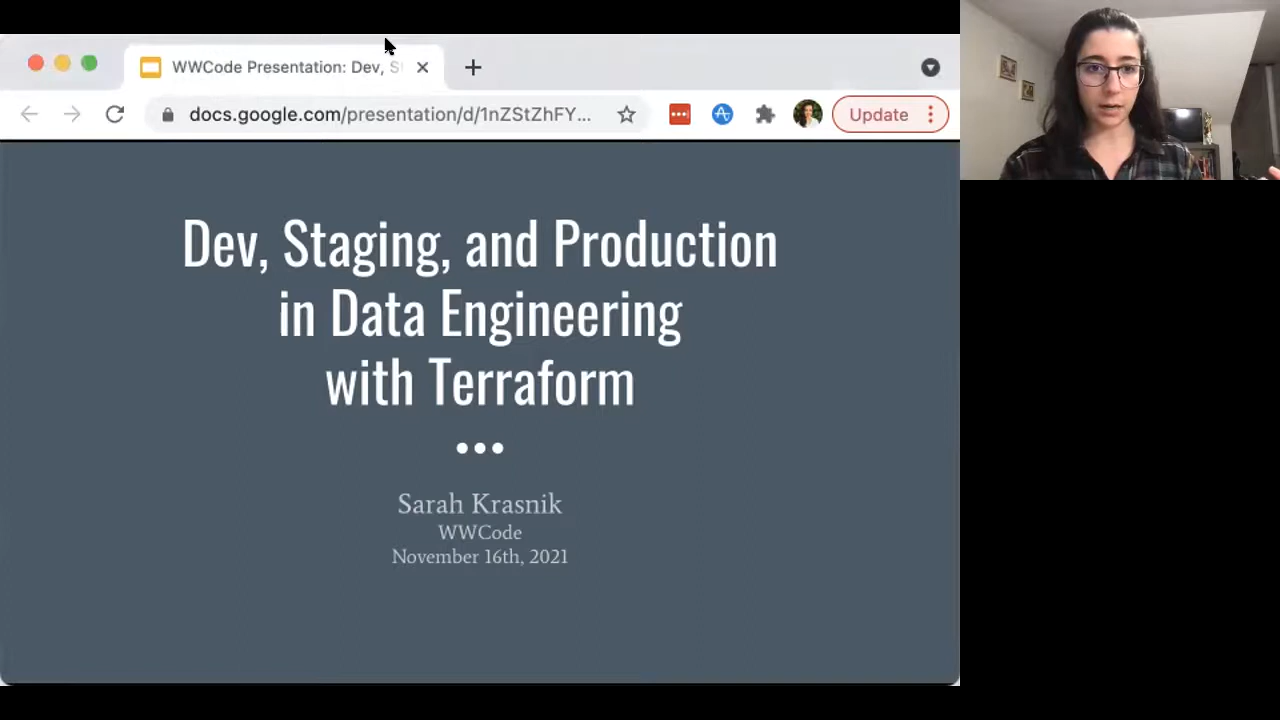 WWCode Presentation: Dev, S
docs.google.com/presentation/d/1nZStZhFY...
Update
Dev, Staging, and Production
in Data Engineering
with Terraform
Sarah Krasnik
WWCode
November 16th, 2021